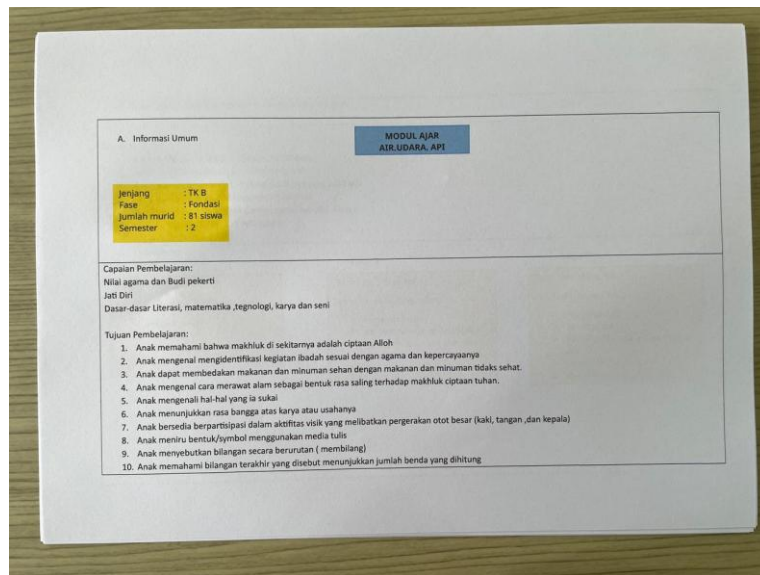 A. Informasi Umum
MODUL AJAR
AIR,UDARA, API
Jenjang : TK B
Fase : Fondasi
Jumlah murid : 81 siswa
Semester : 2
Capaian Pembelajaran:
Nilai agama dan Budi pekerti
Jati Diri
Dasar-dasar Literasi, matematika ,tegnologi, karya dan seni
Tujuan Pembelajaran:
1. Anak memahami bahwa makhluk di sekitarnya adalah ciptaan Alloh
2. Anak mengenal mengidentifikasi kegiatan ibadah sesuai dengan agama dan kepercayaanya
3. Anak dapat membedakan makanan dan minuman sehan dengan makanan dan minuman tidaks sehat.
4. Anak mengenal cara merawat alam sebagai bentuk rasa saling terhadap makhluk ciptaan tuhan.
5. Anak mengenali hal-hal yang ia sukai
6. Anak menunjukkan rasa bangga atas karya atau usahanya
7. Anak bersedia berpartisipasi dalam aktifitas visik yang melibatkan pergerakan otot besar (kaki, tangan ,dan kepala)
8. Anak meniru bentuk/symbol menggunakan media tulis
9. Anak menyebutkan bilangan secara berurutan ( membilang)
10. Anak memahami bilangan terakhir yang disebut menunjukkan jumlah benda yang dihitung